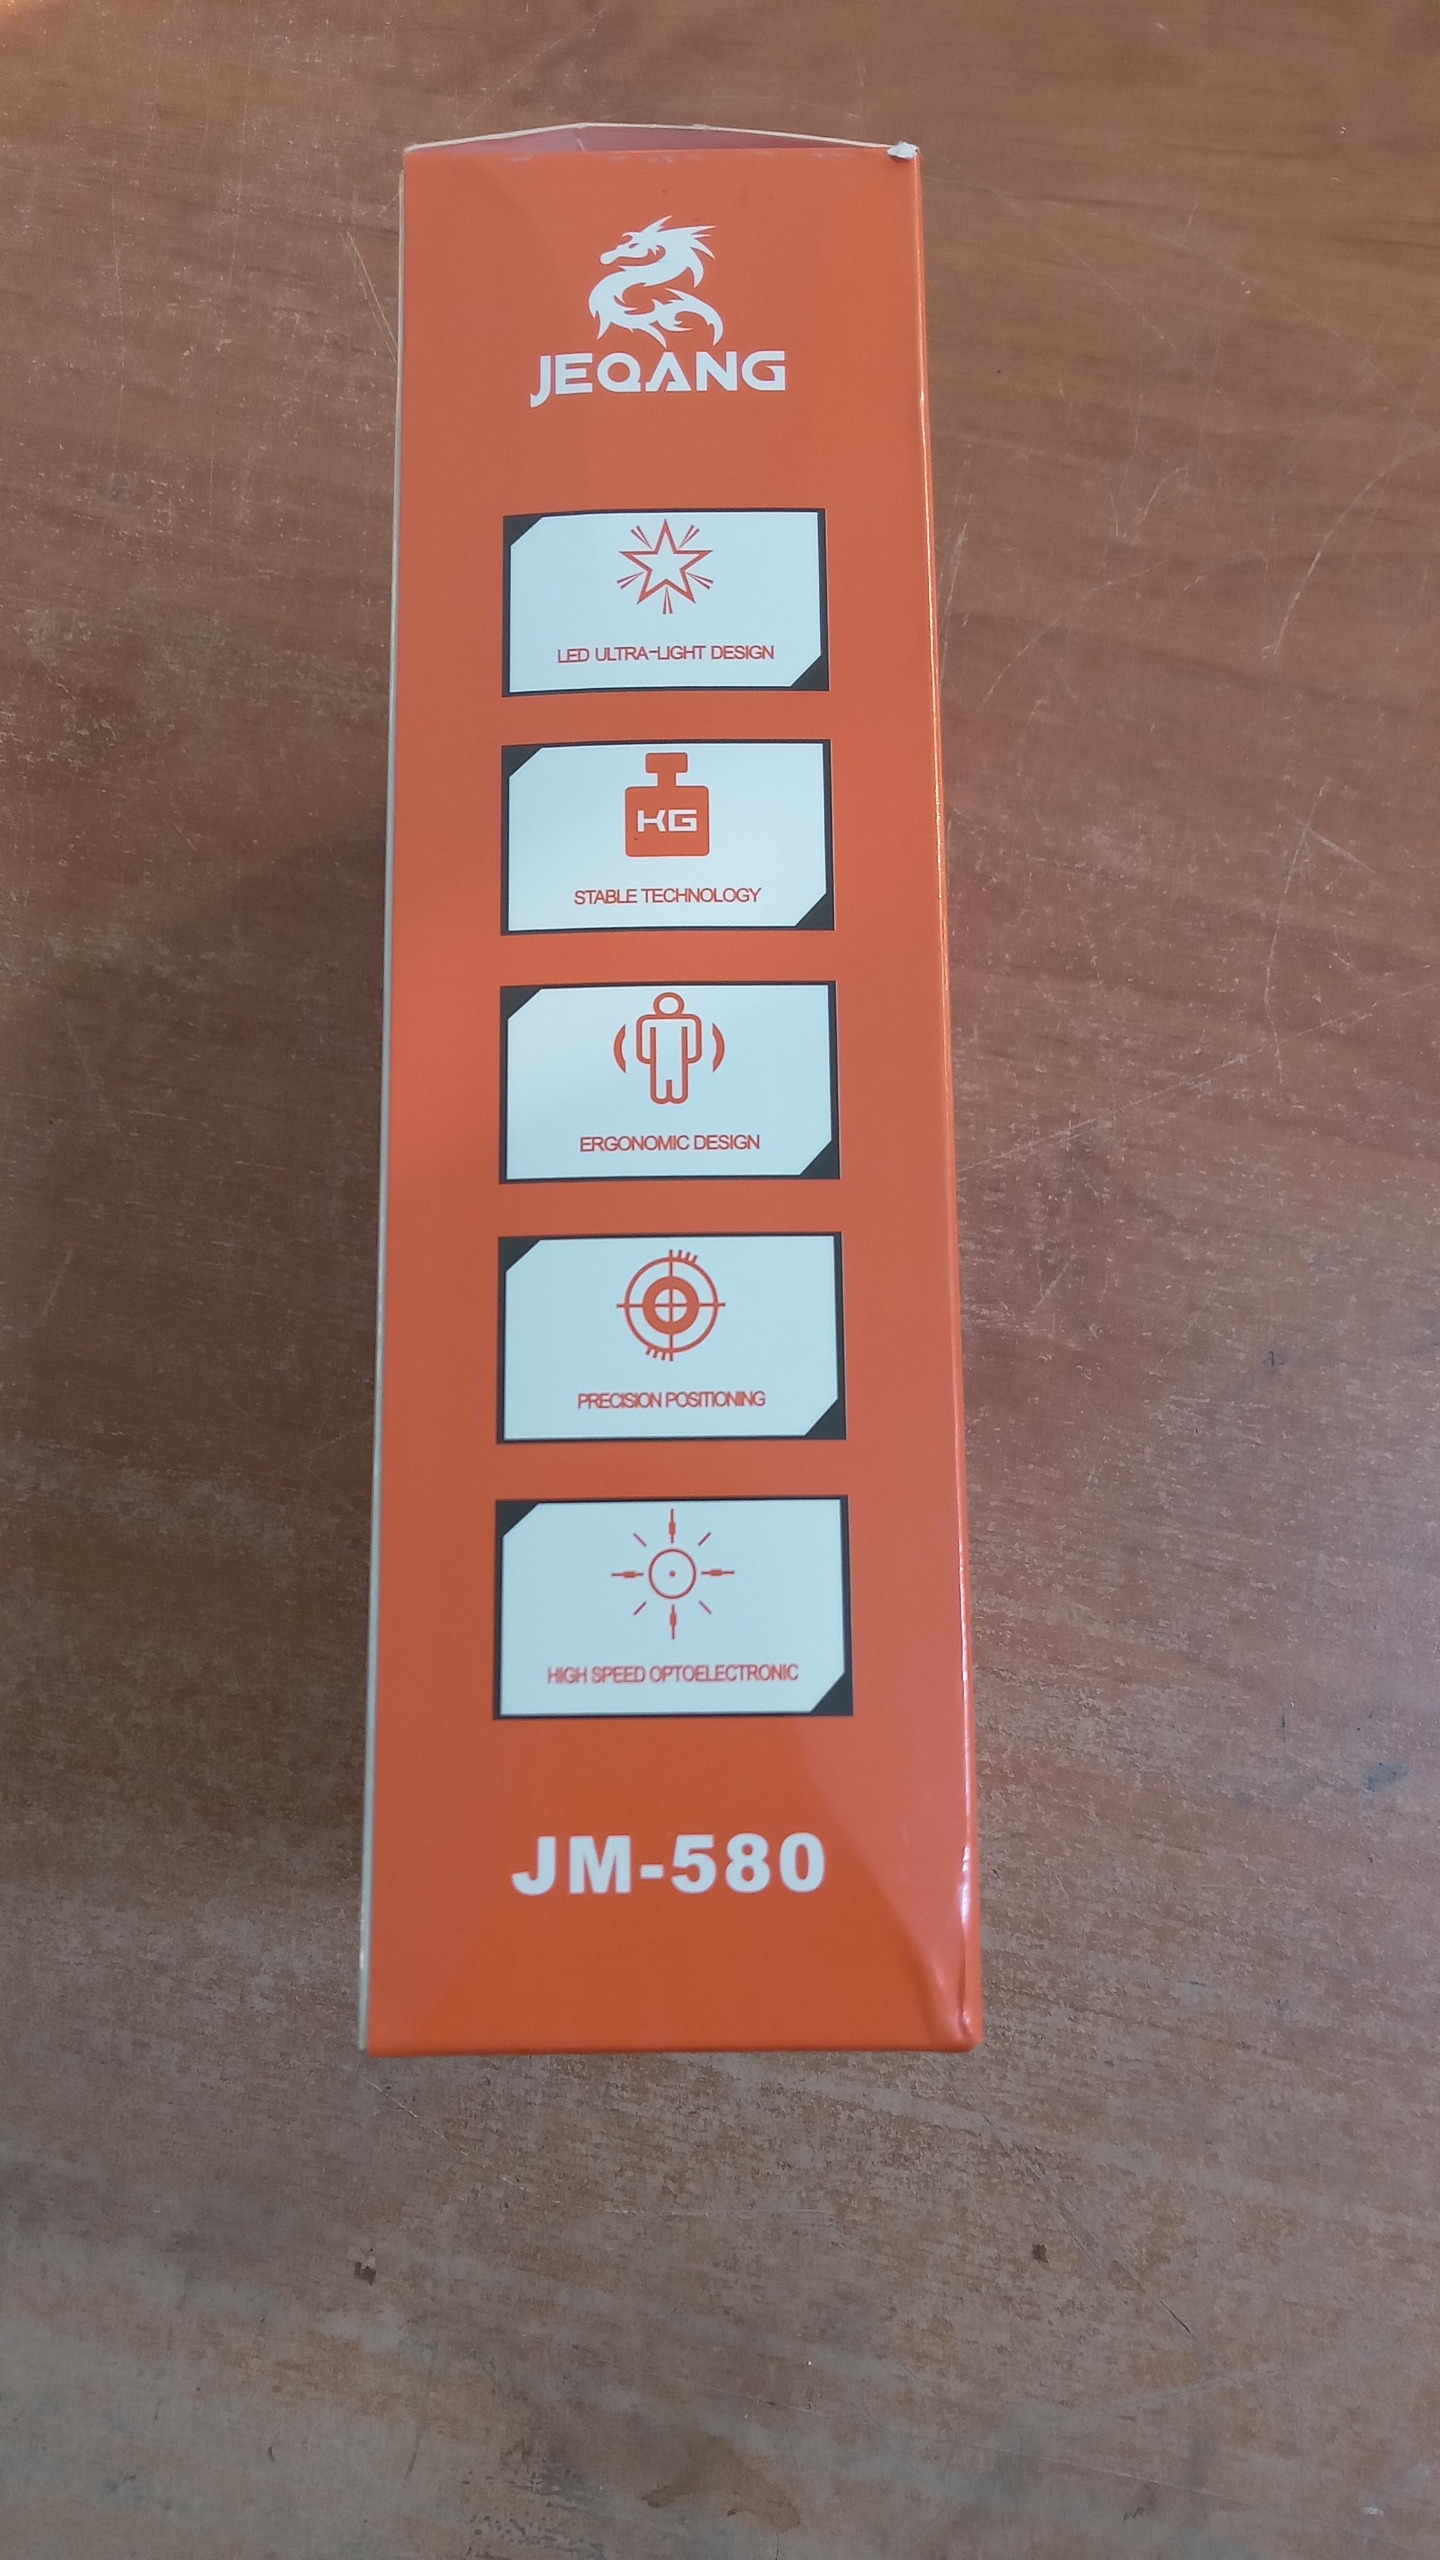 JEQANG
LED ULTRA-LIGHT DESIGN
KG
STABLE TECHNOLOGY
ERGONOMIC DESIGN
PRECISION POSITIONING
HIGH SPEED OPTOELECTRONIC
JM-580